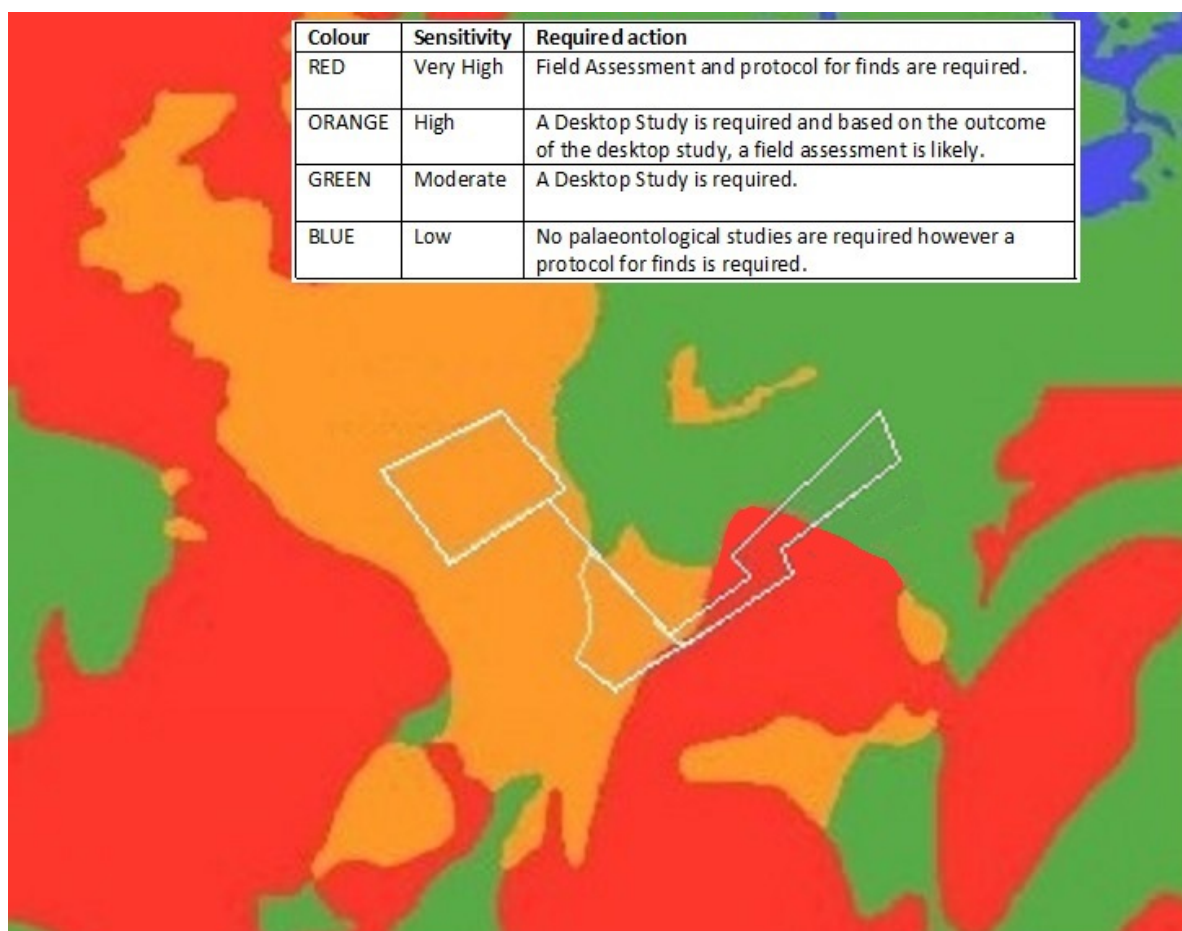 Colour Sensitivity Required action
RED Very High Field Assessment and protocol for finds are required.
ORANGE High A Desktop Study is required and based on the outcome
of the desktop study, a field assessment is likely.
GREEN Moderate A Desktop Study is required.
BLUE Low No palaeontological studies are required however a
protocol for finds is required.